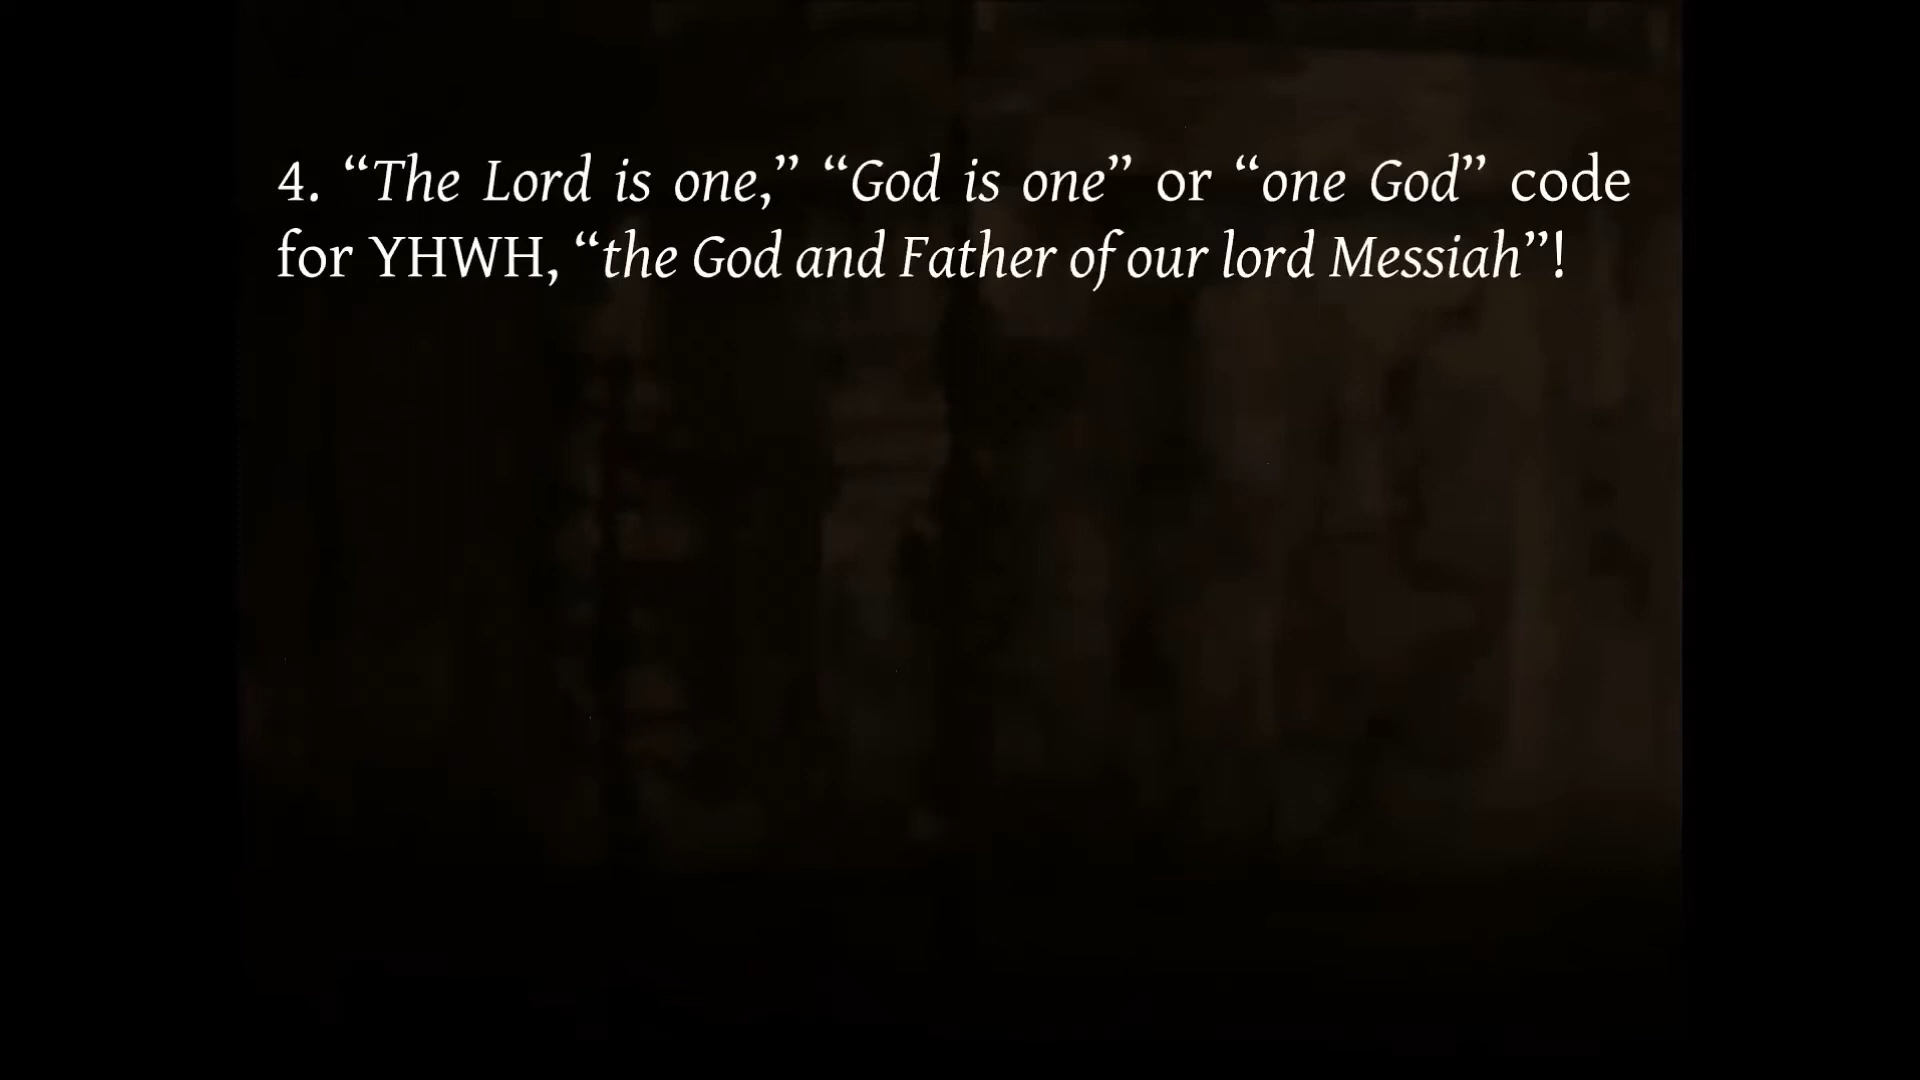 4. “The Lord is one,” “God is one” or “one God” code
for YHWH, “the God and Father of our lord Messiah”!